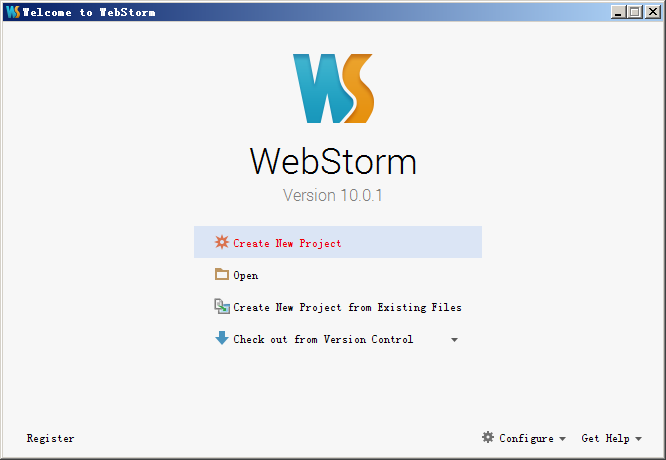 WS Welcome to WebStorm
WS
WebStorm
Version 10.0.1
Create New Project
Open
Create New Project from Existing Files
Check out from Version Control
Register
Configure
Get Help